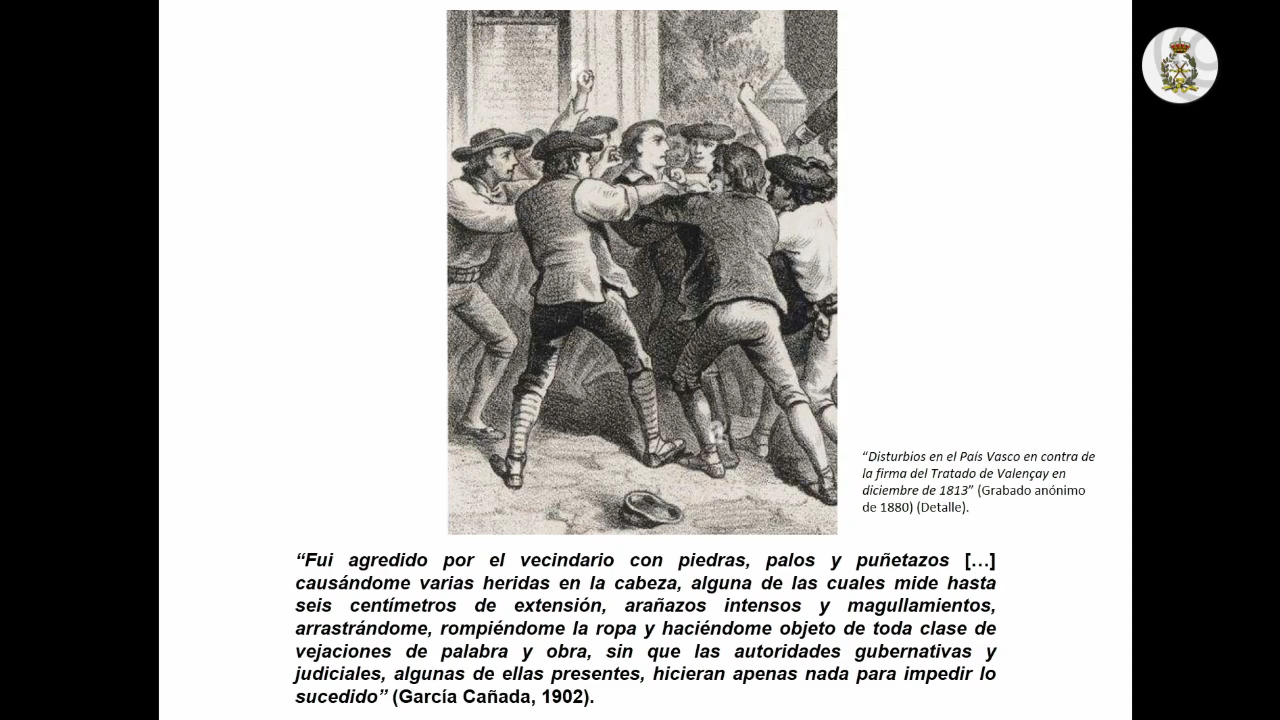 “Disturbios en el País Vasco en contra de
la firma del Tratado de Valençay en
diciembre de 1813” (Grabado anónimo
de 1880) (Detalle).
“Fui agredido por el vecindario con piedras, palos y puñetazos […]
causándome varias heridas en la cabeza, alguna de las cuales mide hasta
seis centímetros de extensión, arañazos intensos y magullamientos,
arrastrándome, rompiéndome la ropa y haciéndome objeto de toda clase de
vejaciones de palabra y obra, sin que las autoridades gubernativas y
judiciales, algunas de ellas presentes, hicieran apenas nada para impedir lo
sucedido” (García Cañada, 1902).